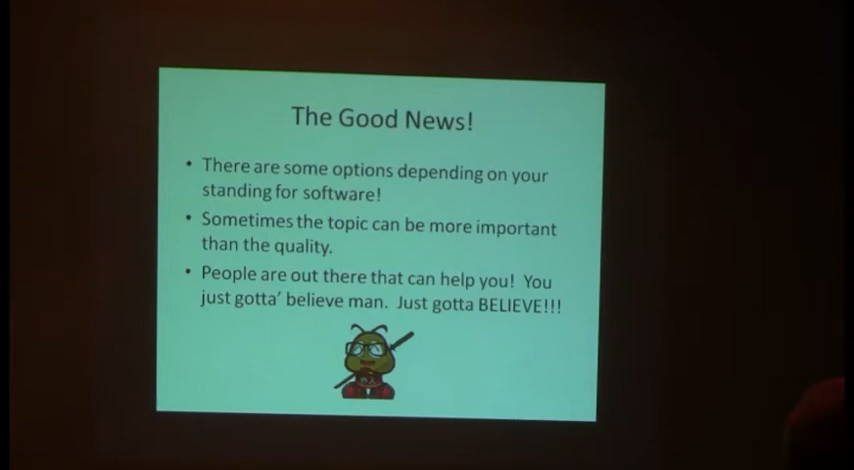 The Good News!
• There are some options depending on your
standing for software!
• Sometimes the topic can be more important
than the quality.
• People are out there that can help you! You
just gotta' believe man. Just gotta BELIEVE!!!